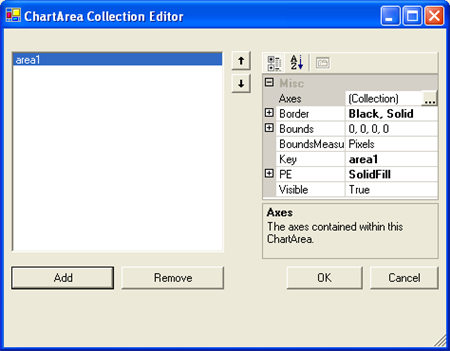 ChartArea Collection Editor
area1
Misc
Axes (Collection) ...
Border Black, Solid
Bounds 0, 0, 0, 0
BoundsMeasu Pixels
Key area1
PE SolidFill
Visible True
Axes
The axes contained within this
ChartArea.
Add Remove OK Cancel